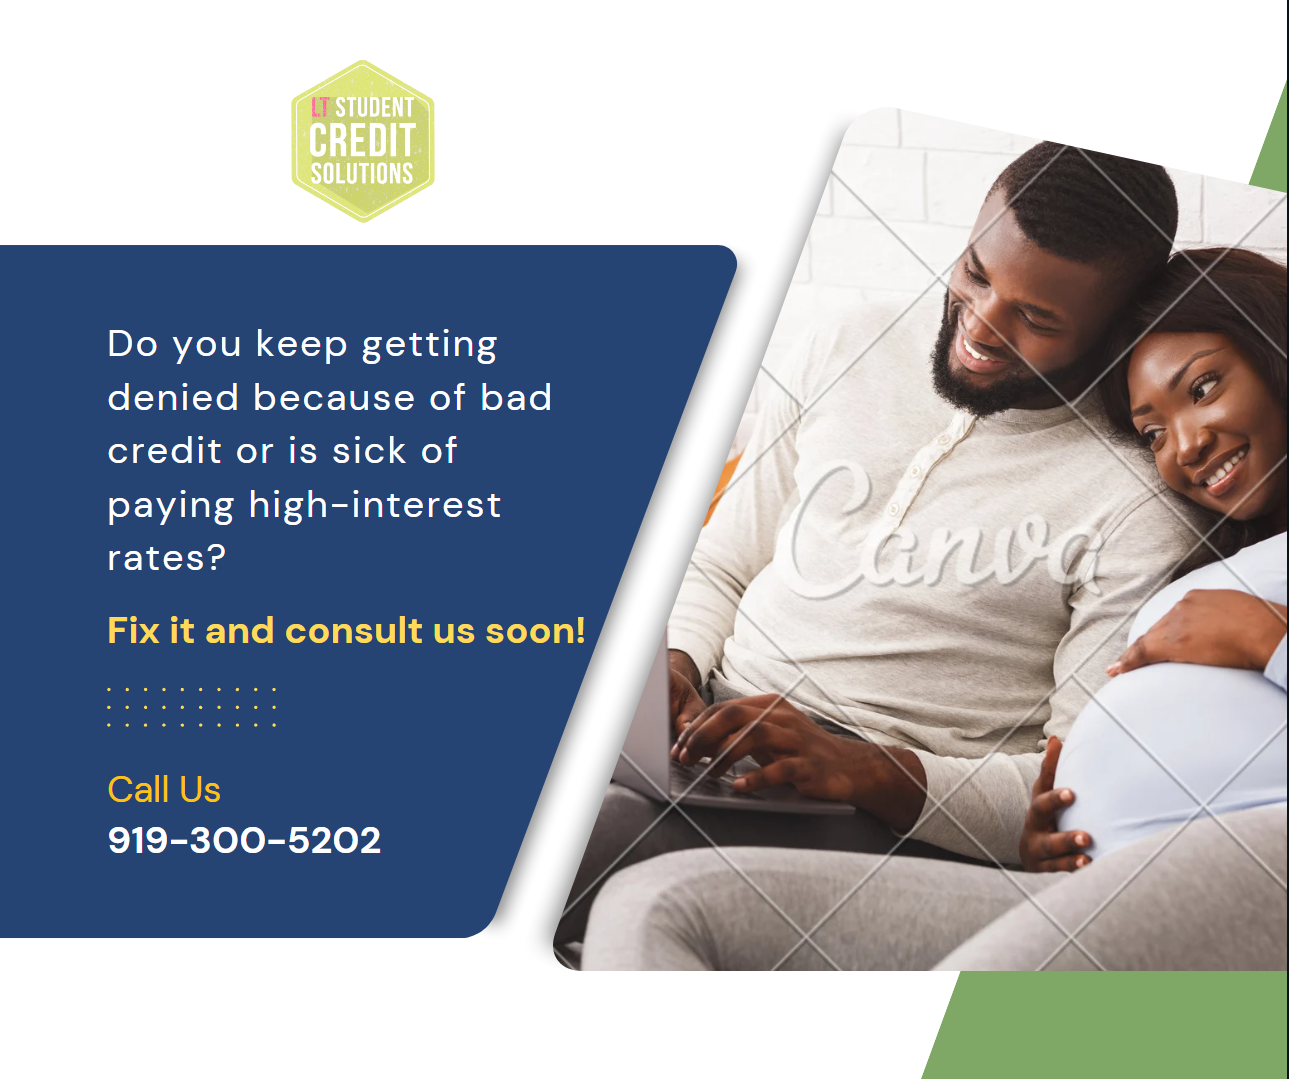 LT STUDENT
CREDIT
SOLUTIONS
Do you keep getting
denied because of bad
credit or is sick of
paying high-interest
rates?
Fix it and consult us soon!
Call Us
919-300-5202
Canva